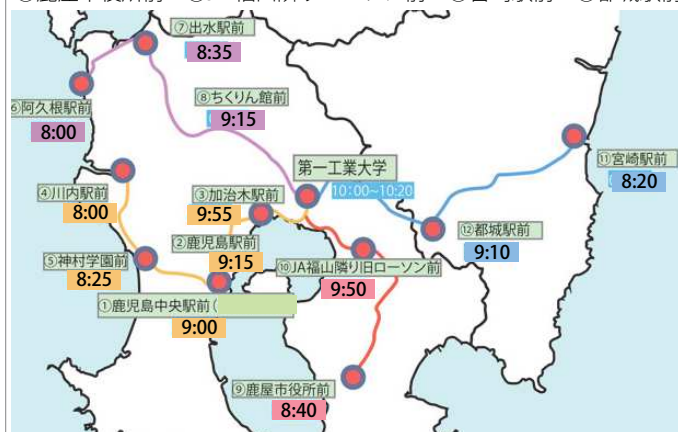 ⑦出水駅前
8:35
⑥阿久根駅前
8:00
⑧ちくりん館前
9:15
第一工業大学
10:00~10:20
⑪宮崎駅前
8:20
④川内駅前
8:00
③加治木駅前
9:55
⑫都城駅前
9:10
②鹿児島駅前
9:15
⑤神村学園前
8:25
⑩JA福山隣り旧ローソン前
9:50
①鹿児島中央駅前(
9:00
⑨鹿屋市役所前
8:40